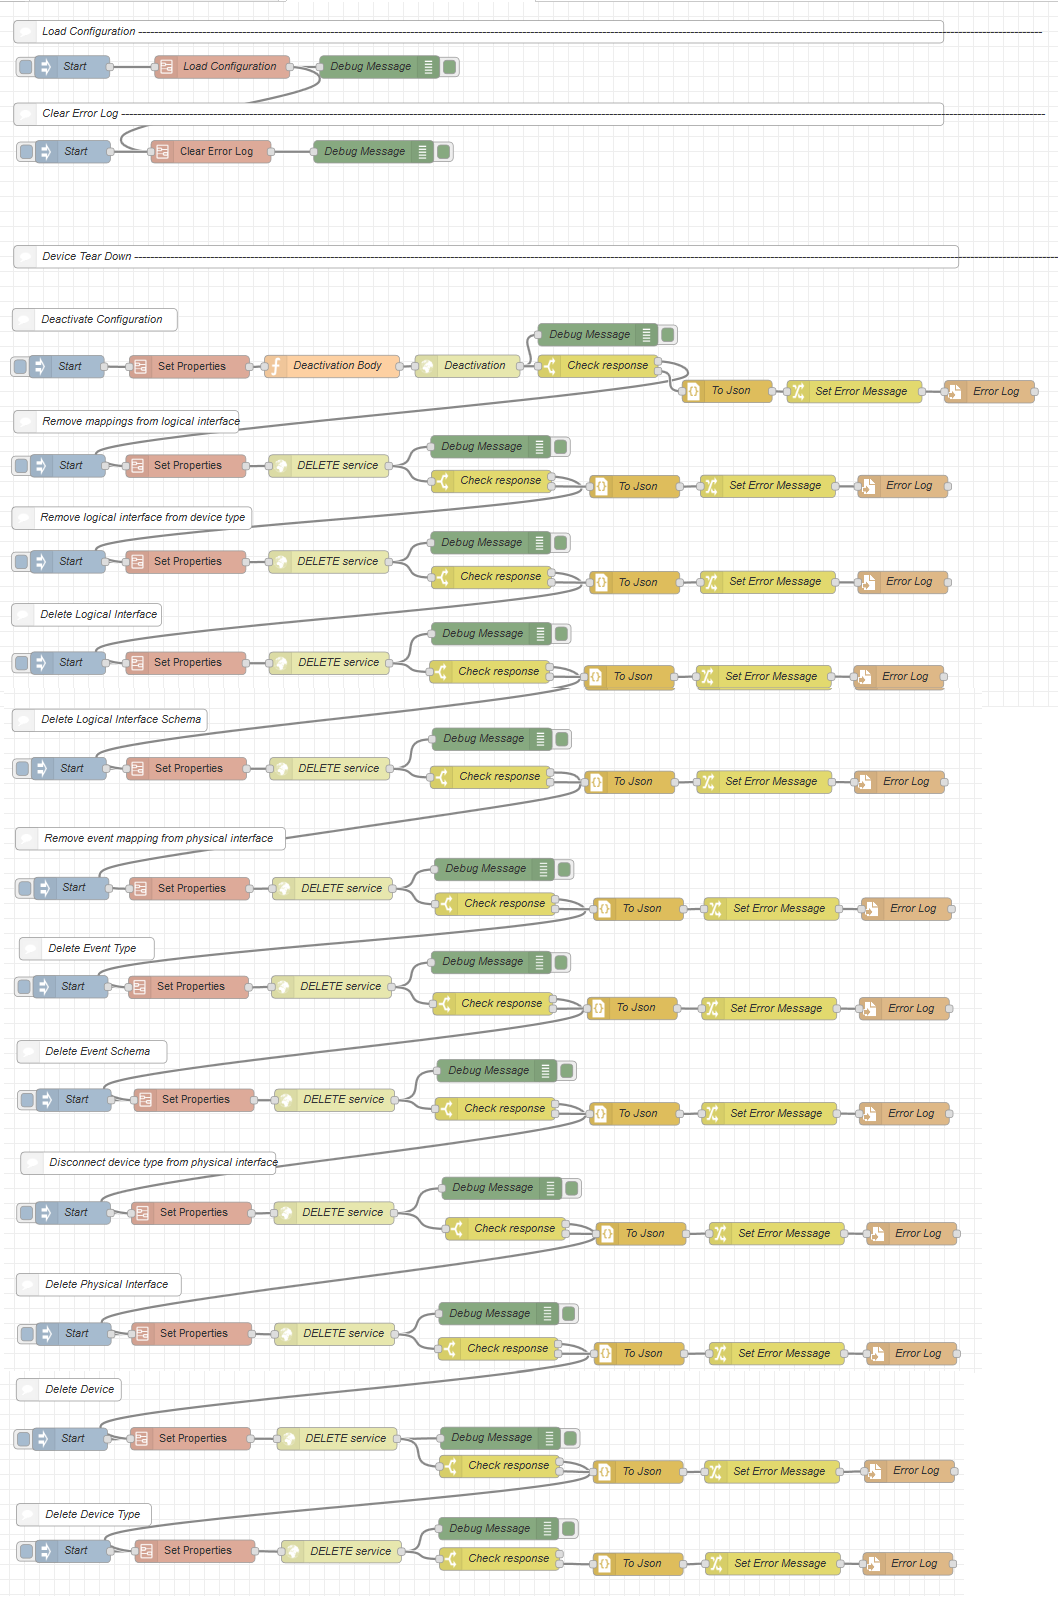 Load Configuration
Start Load Configuration Debug Message
Clear Error Log
Start Clear Error Log Debug Message
Device Tear Down
Deactivate Configuration
Debug Message
Start Set Properties Deactivation Body Deactivation Check response
To Json Set Error Message Error Log
Remove mappings from logical interface
Debug Message
Start Set Properties DELETE service
Check response
To Json Set Error Message Error Log
Remove logical interface from device type
Debug Message
Start Set Properties DELETE service
Check response
To Json Set Error Message Error Log
Delete Logical Interface
Debug Message
Start Set Properties DELETE service
Check response
To Json Set Error Message Error Log
Delete Logical Interface Schema
Debug Message
Start Set Properties DELETE service
Check response
To Json Set Error Message Error Log
Remove event mapping from physical interface
Debug Message
Start Set Properties DELETE service
Check response
To Json Set Error Message Error Log
Delete Event Type
Debug Message
Start Set Properties DELETE service
Check response
To Json Set Error Message Error Log
Delete Event Schema
Debug Message
Start Set Properties DELETE service
Check response
To Json Set Error Message Error Log
Disconnect device type from physical interface
Debug Message
Start Set Properties DELETE service
Check response
To Json Set Error Message Error Log
Delete Physical Interface
Debug Message
Start Set Properties DELETE service
Check response
To Json Set Error Message Error Log
Delete Device
Start Set Properties DELETE service Debug Message
Check response
To Json Set Error Message Error Log
Delete Device Type
Debug Message
Start Set Properties DELETE service
Check response
To Json Set Error Message Error Log